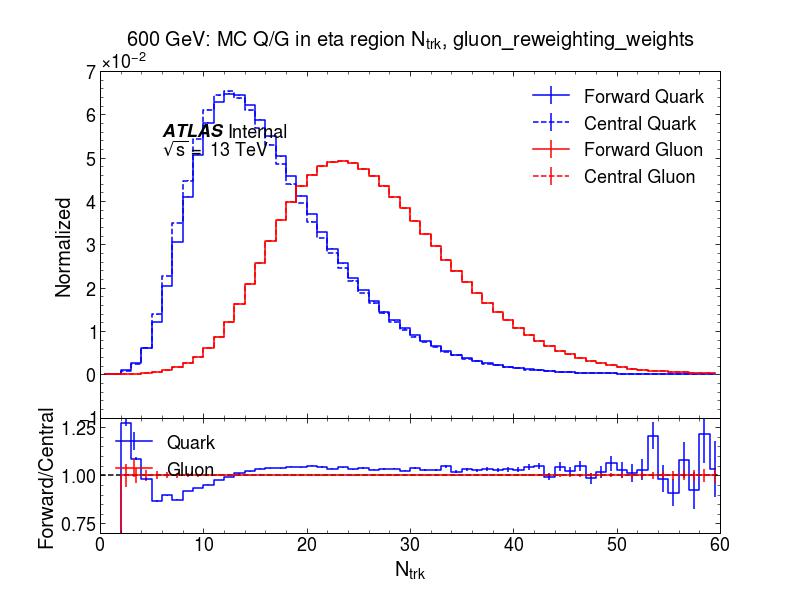 600 GeV: MC Q/G in eta region Ntrk, gluon_reweighting_weights
×10−2
7
6
5
4
3
2
1
0
−1
Normalized
ATLAS Internal
√s = 13 TeV
Forward Quark
Central Quark
Forward Gluon
Central Gluon
1.25
1.00
0.75
Forward/Central
Quark
Gluon
0 10 20 30 40 50 60
Ntrk